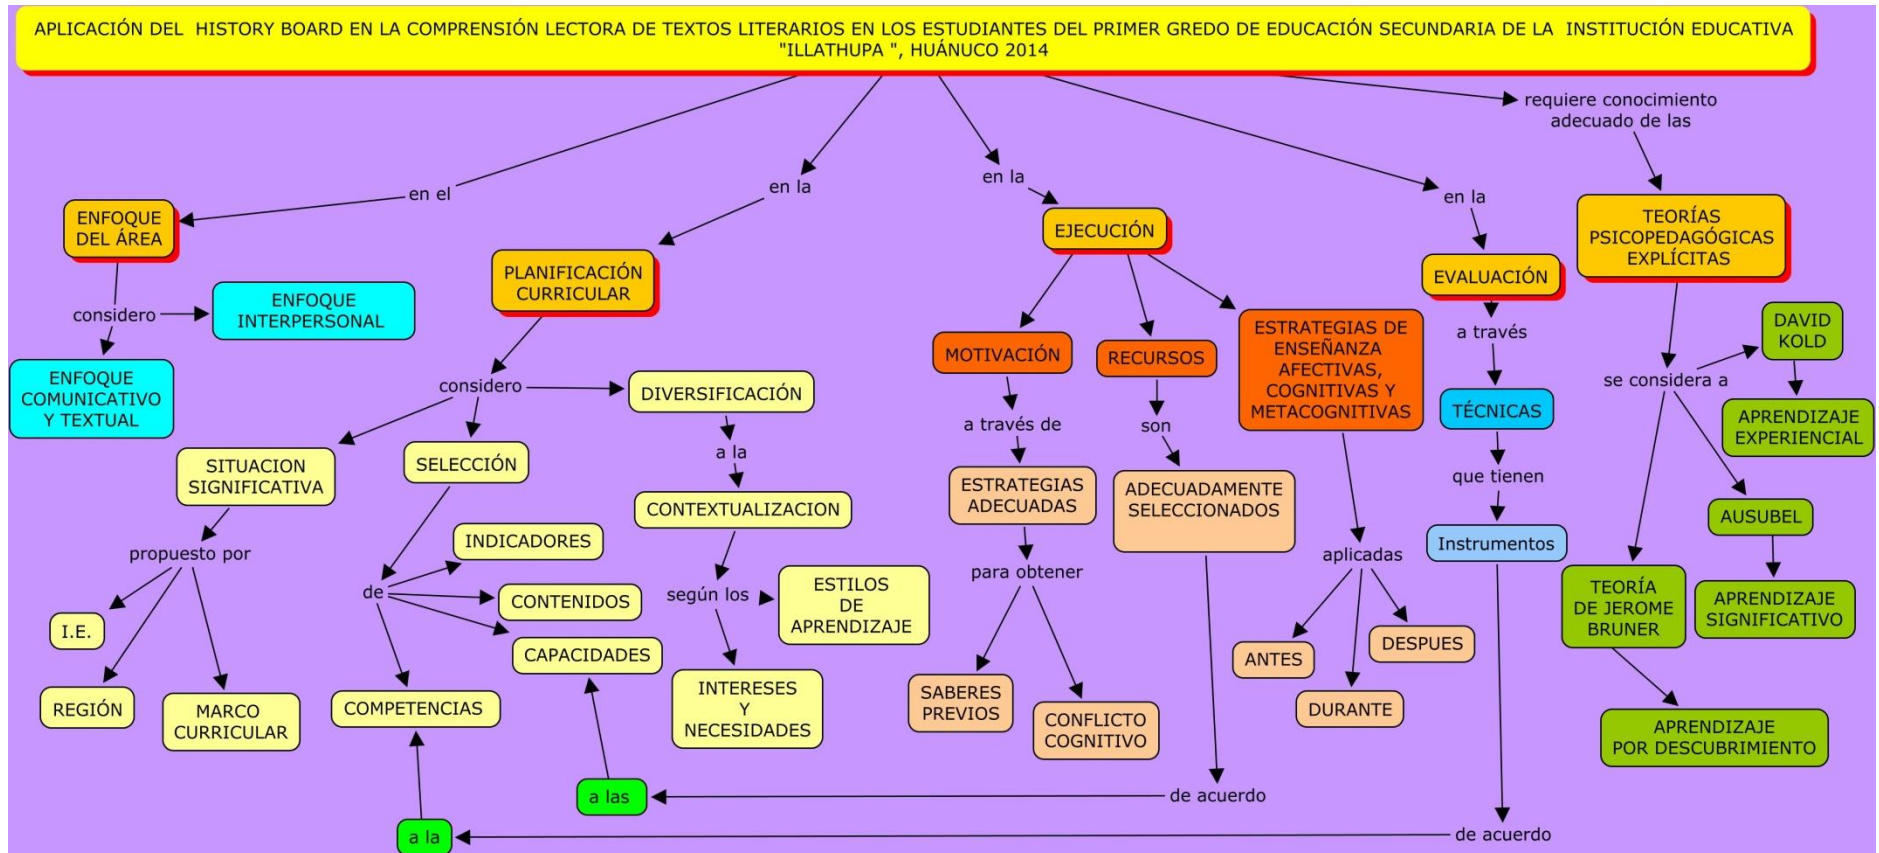 APLICACIÓN DEL HISTORY BOARD EN LA COMPRENSIÓN LECTORA DE TEXTOS LITERARIOS EN LOS ESTUDIANTES DEL PRIMER GREDO DE EDUCACIÓN SECUNDARIA DE LA INSTITUCIÓN EDUCATIVA
"ILLATHUPA ", HUÁNUCO 2014
en el
ENFOQUE
DEL ÁREA
considero
ENFOQUE
INTERPERSONAL
ENFOQUE
COMUNICATIVO
Y TEXTUAL
en la
PLANIFICACIÓN
CURRICULAR
considero
SITUACION
SIGNIFICATIVA
propuesto por
I.E.
REGIÓN
MARCO
CURRICULAR
SELECCIÓN
de
INDICADORES
CONTENIDOS
CAPACIDADES
COMPETENCIAS
DIVERSIFICACIÓN
a la
CONTEXTUALIZACION
según los
ESTILOS
DE
APRENDIZAJE
INTERESES
Y
NECESIDADES
en la
EJECUCIÓN
MOTIVACIÓN
a través de
ESTRATEGIAS
ADECUADAS
para obtener
SABERES
PREVIOS
CONFLICTO
COGNITIVO
RECURSOS
son
ADECUADAMENTE
SELECCIONADOS
de acuerdo
a las
ESTRATEGIAS DE
ENSEÑANZA
AFECTIVAS,
COGNITIVAS Y
METACOGNITIVAS
aplicadas
ANTES
DURANTE
DESPUES
en la
EVALUACIÓN
a través
TÉCNICAS
que tienen
Instrumentos
de acuerdo
a la
requiere conocimiento
adecuado de las
TEORÍAS
PSICOPEDAGÓGICAS
EXPLÍCITAS
se considera a
DAVID
KOLD
APRENDIZAJE
EXPERIENCIAL
AUSUBEL
APRENDIZAJE
SIGNIFICATIVO
TEORÍA
DE JEROME
BRUNER
APRENDIZAJE
POR DESCUBRIMIENTO